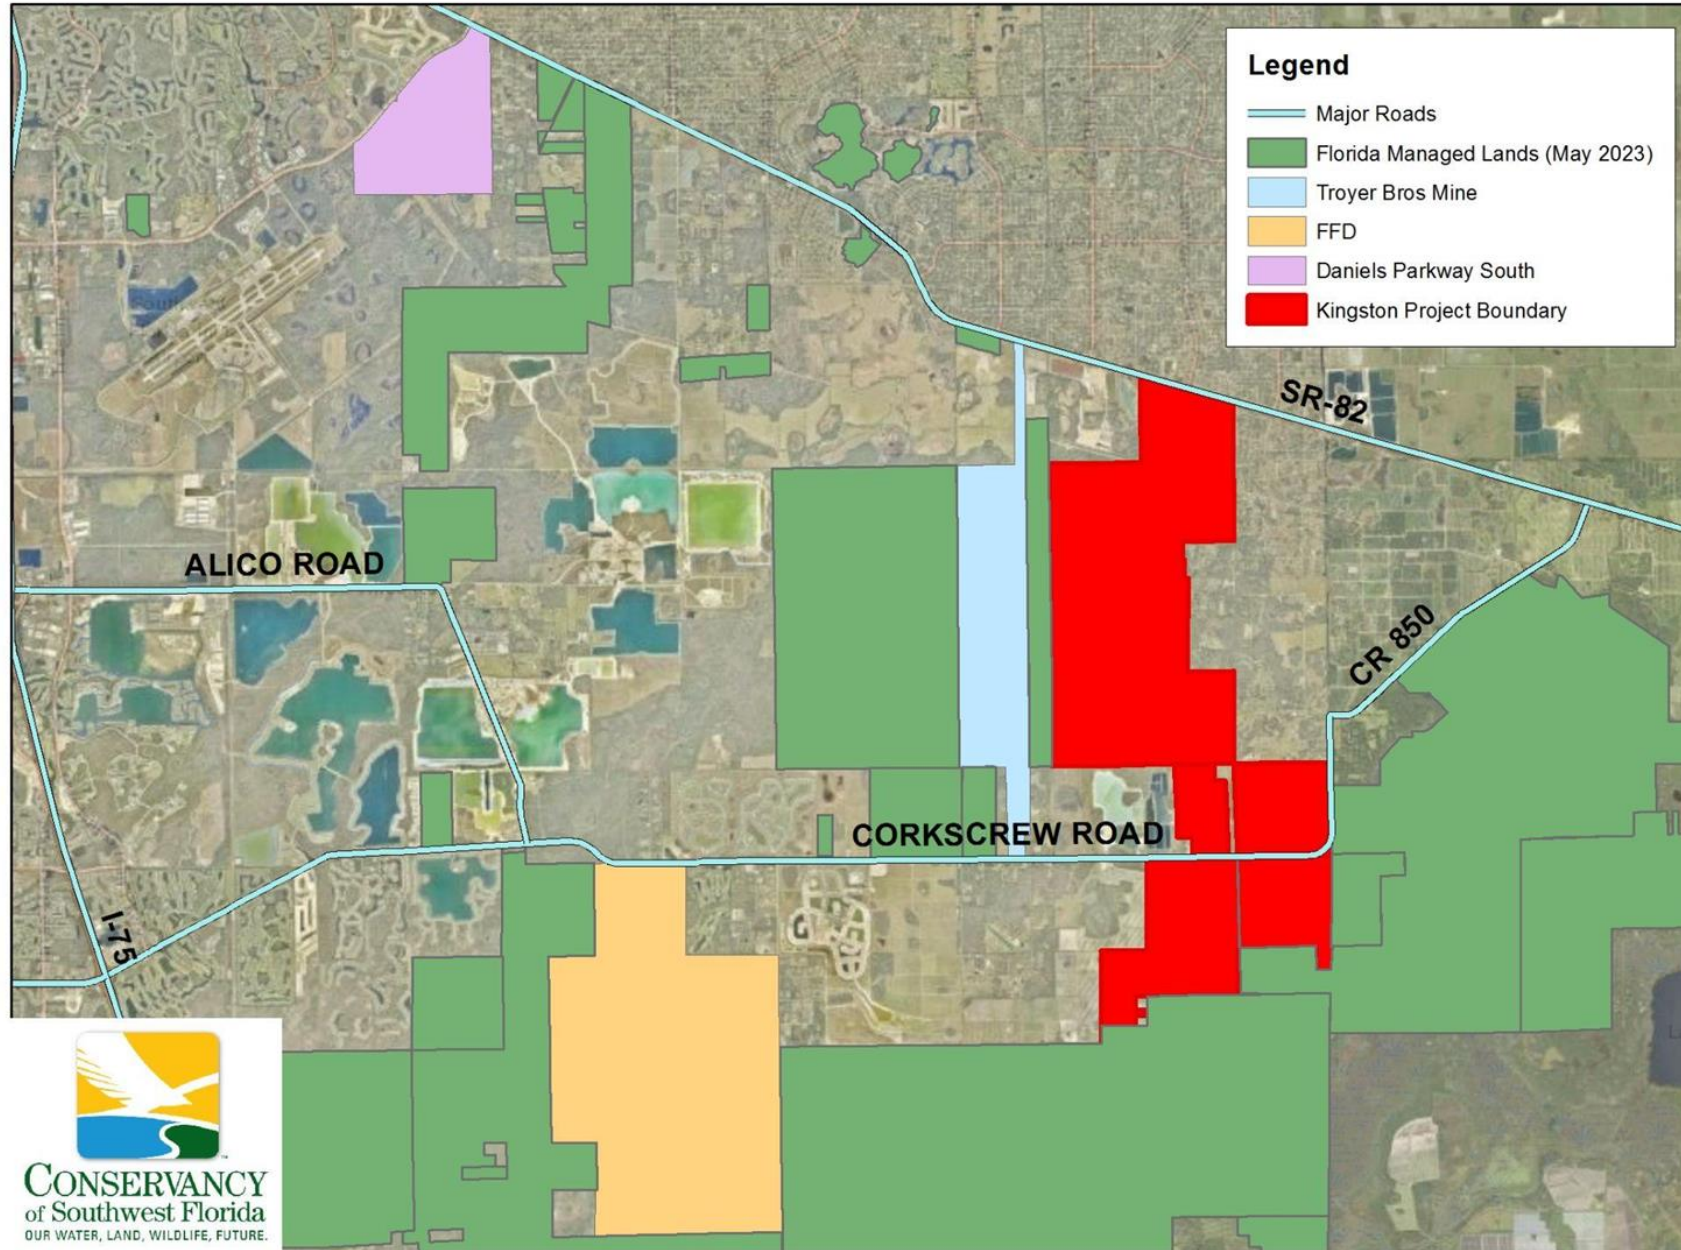 Legend
Major Roads
Florida Managed Lands (May 2023)
Troyer Bros Mine
FFD
Daniels Parkway South
Kingston Project Boundary
SR-82
ALICO ROAD
CR 850
CORKSCREW ROAD
I-75
CONSERVANCY
of Southwest Florida
OUR WATER, LAND, WILDLIFE, FUTURE.